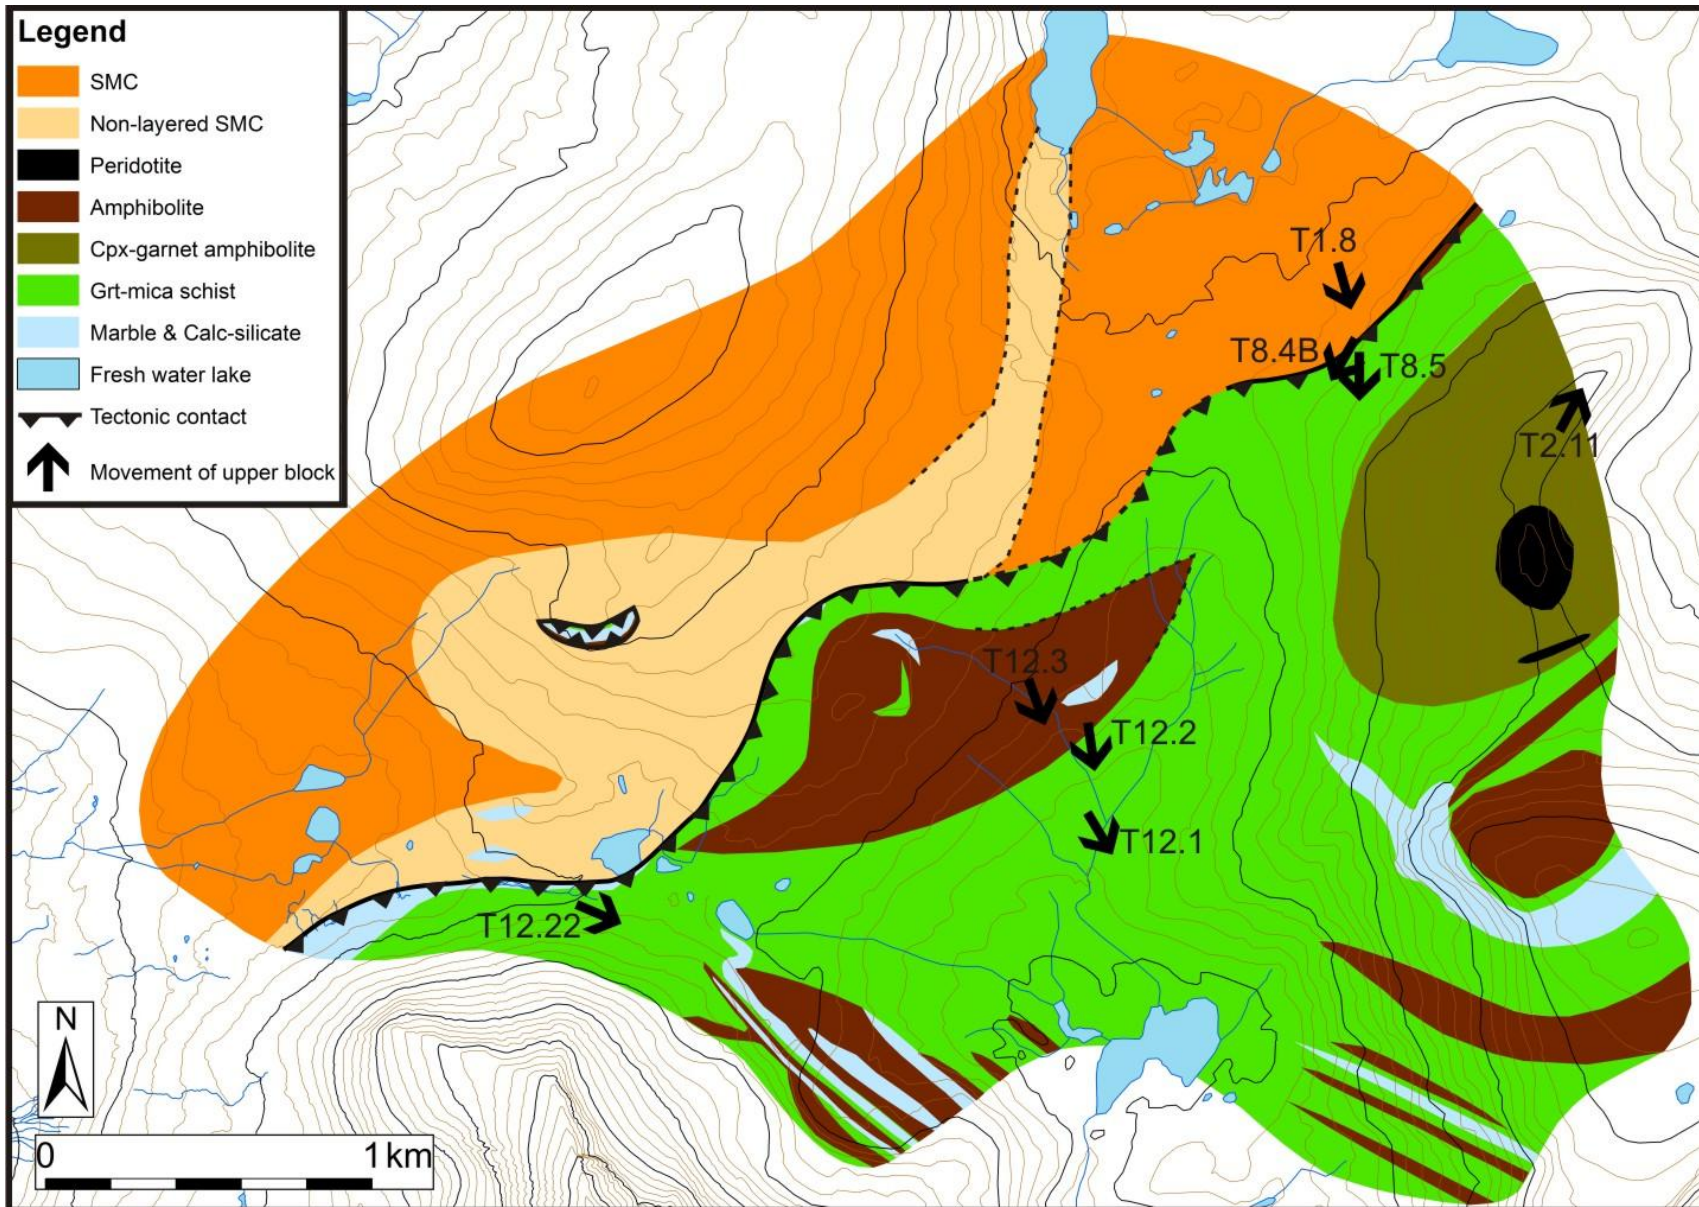 Legend
SMC
Non-layered SMC
Peridotite
Amphibolite
Cpx-garnet amphibolite
Grt-mica schist
Marble & Calc-silicate
Fresh water lake
Tectonic contact
Movement of upper block
T1.8
T8.4B
T8.5
T2.11
T12.3
T12.2
T12.1
T12.22
N
0 1 km